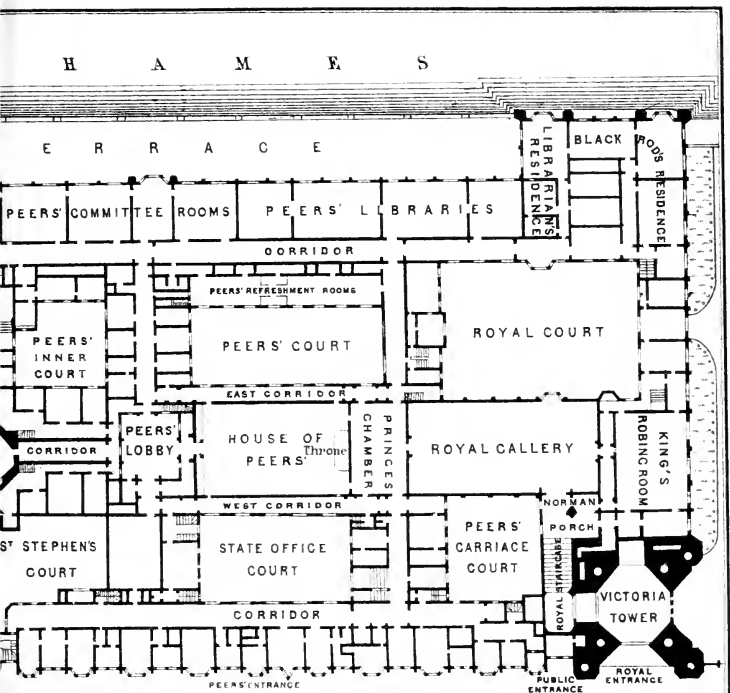 H A M E S
E R R A C E
LIBRARIAN'S
RESIDENCE
BLACK
ROD'S RESIDENCE
PEERS' COMMITTEE ROOMS
PEERS' LIBRARIES
CORRIDOR
PEERS' REFRESHMENT ROOMS
PEERS'
INNER
COURT
PEERS' COURT
ROYAL COURT
EAST CORRIDOR
CORRIDOR
PEERS'
LOBBY
HOUSE OF
PEERS'
Throne
PRINCES
CHAMBER
ROYAL GALLERY
KING'S
ROBING ROOM
WEST CORRIDOR
NORMAN
PORCH
ST STEPHEN'S
COURT
STATE OFFICE
COURT
PEERS'
CARRIACE
COURT
ROYAL STAIRCASE
VICTORIA
TOWER
CORRIDOR
PEERS' ENTRANCE
PUBLIC
ENTRANCE
ROYAL
ENTRANCE